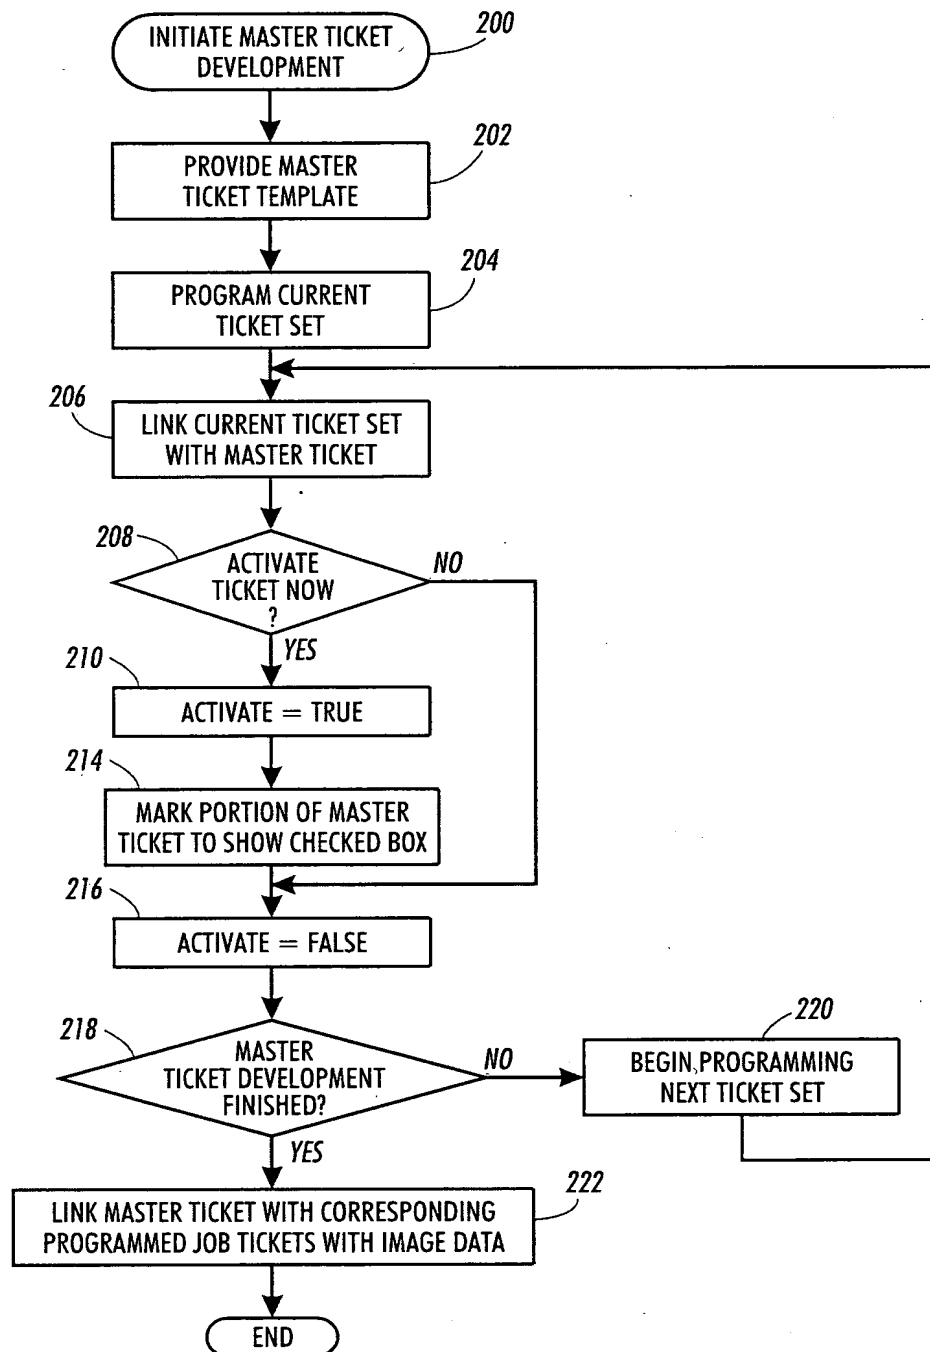 INITIATE MASTER TICKET
DEVELOPMENT
200
PROVIDE MASTER
TICKET TEMPLATE
202
PROGRAM CURRENT
TICKET SET
204
206
LINK CURRENT TICKET SET
WITH MASTER TICKET
208
ACTIVATE
TICKET NOW
?
NO
YES
210
ACTIVATE = TRUE
214
MARK PORTION OF MASTER
TICKET TO SHOW CHECKED BOX
216
ACTIVATE = FALSE
218
MASTER
TICKET DEVELOPMENT
FINISHED?
NO
220
BEGIN PROGRAMMING
NEXT TICKET SET
YES
222
LINK MASTER TICKET WITH CORRESPONDING
PROGRAMMED JOB TICKETS WITH IMAGE DATA
END